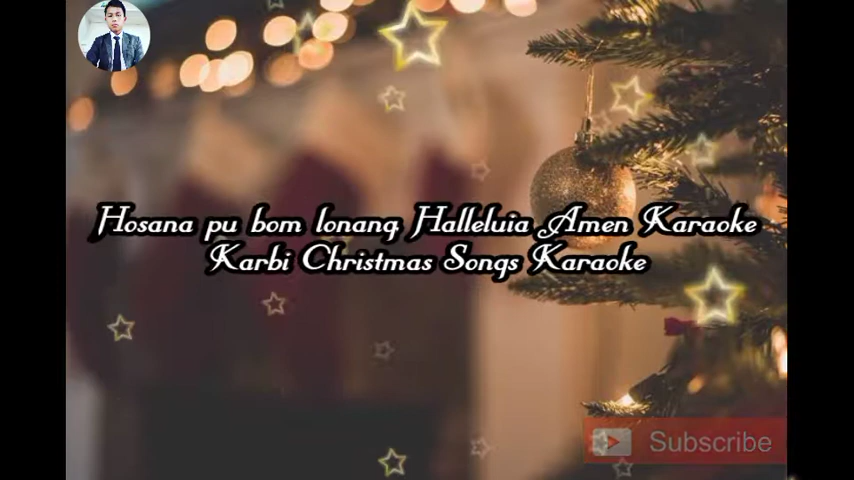 Hosana pu bom lonang Halleluia Amen Karaoke
Karbi Christmas Songs Karaoke
Subscribe